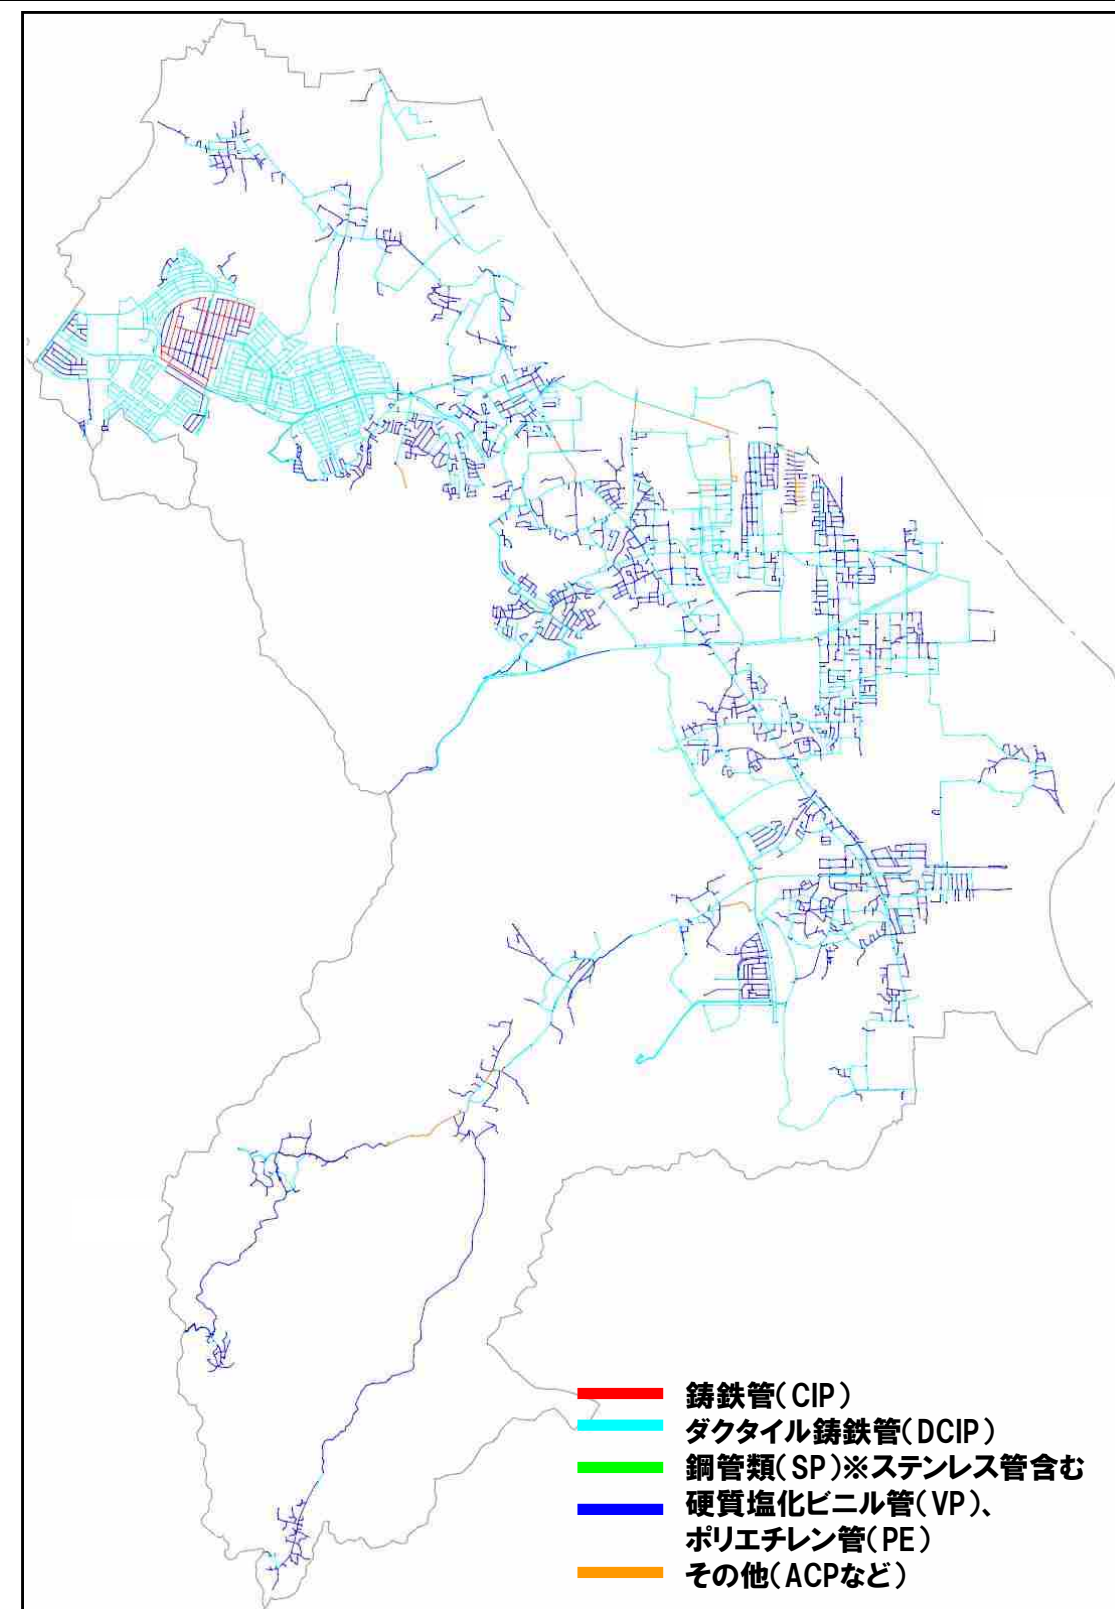 鋳鉄管(CIP)
ダクタイル鋳鉄管(DCIP)
鋼管類(SP)※ステンレス管含む
硬質塩化ビニル管(VP)、
ポリエチレン管(PE)
その他(ACPなど)